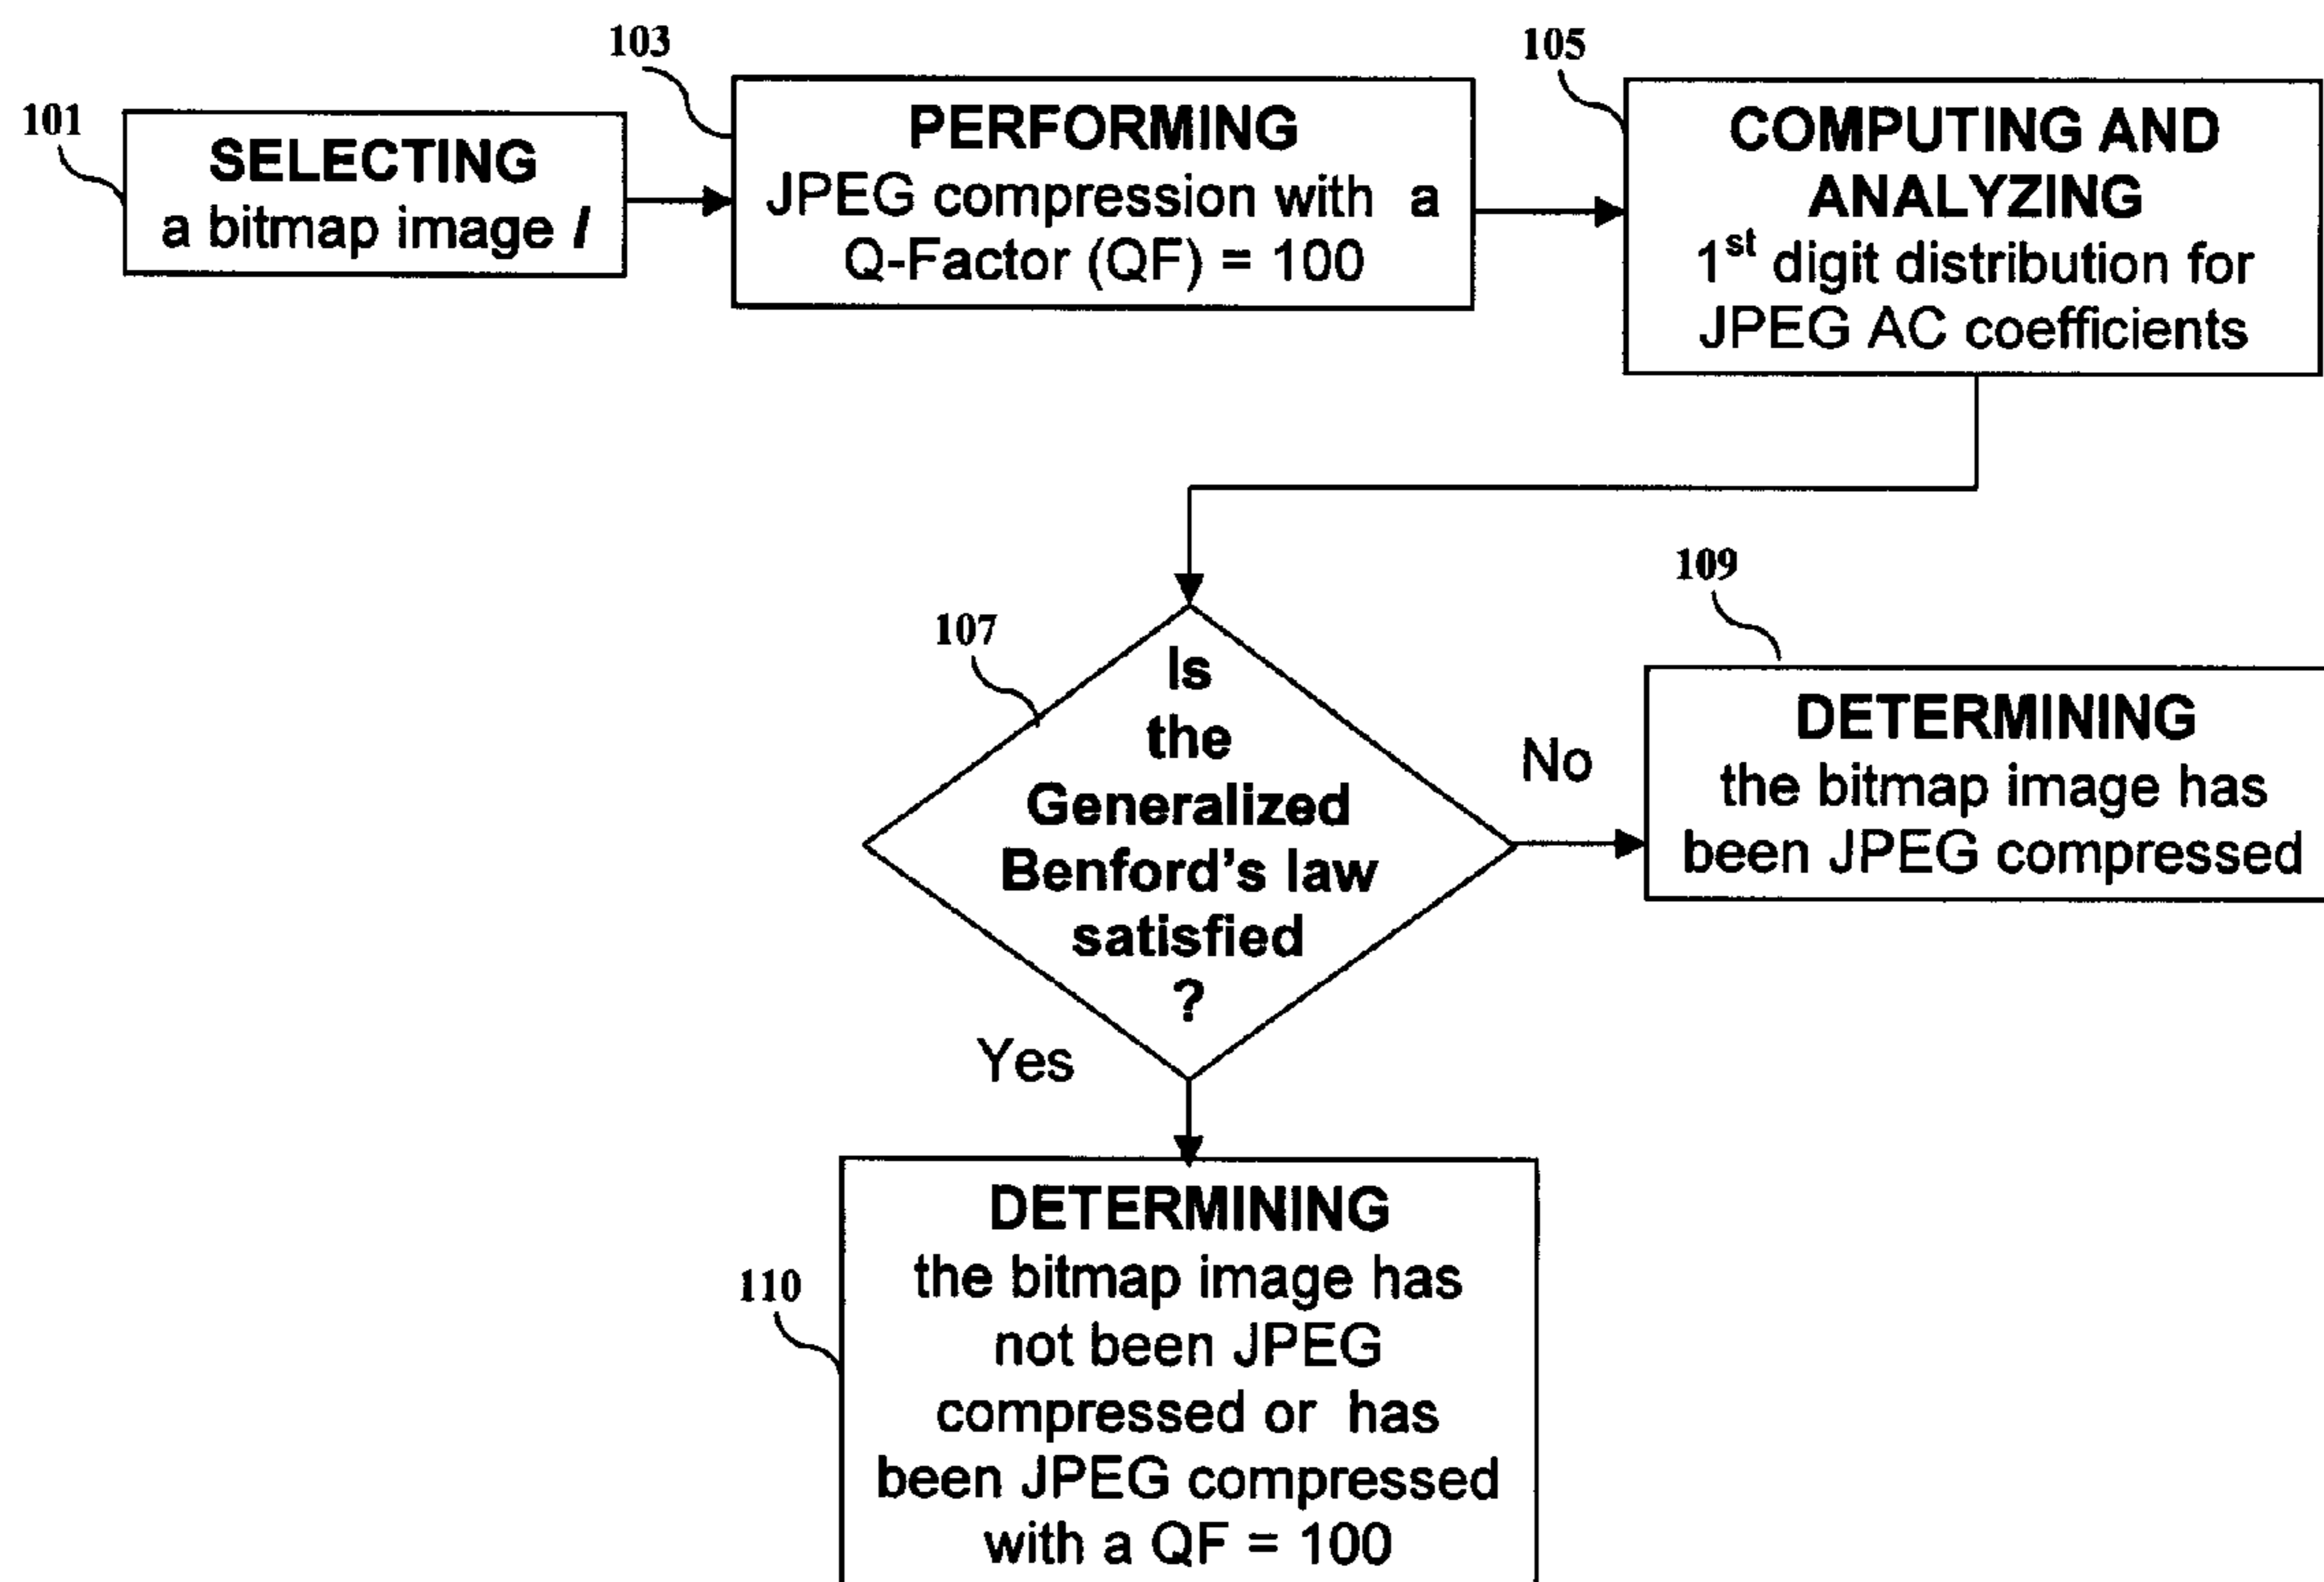 101
SELECTING
a bitmap image I
103
PERFORMING
JPEG compression with a
Q-Factor (QF) = 100
105
COMPUTING AND
ANALYZING
1st digit distribution for
JPEG AC coefficients
107
Is
the
Generalized
Benford's law
satisfied
?
No
109
DETERMINING
the bitmap image has
been JPEG compressed
Yes
110
DETERMINING
the bitmap image has
not been JPEG
compressed or has
been JPEG compressed
with a QF = 100